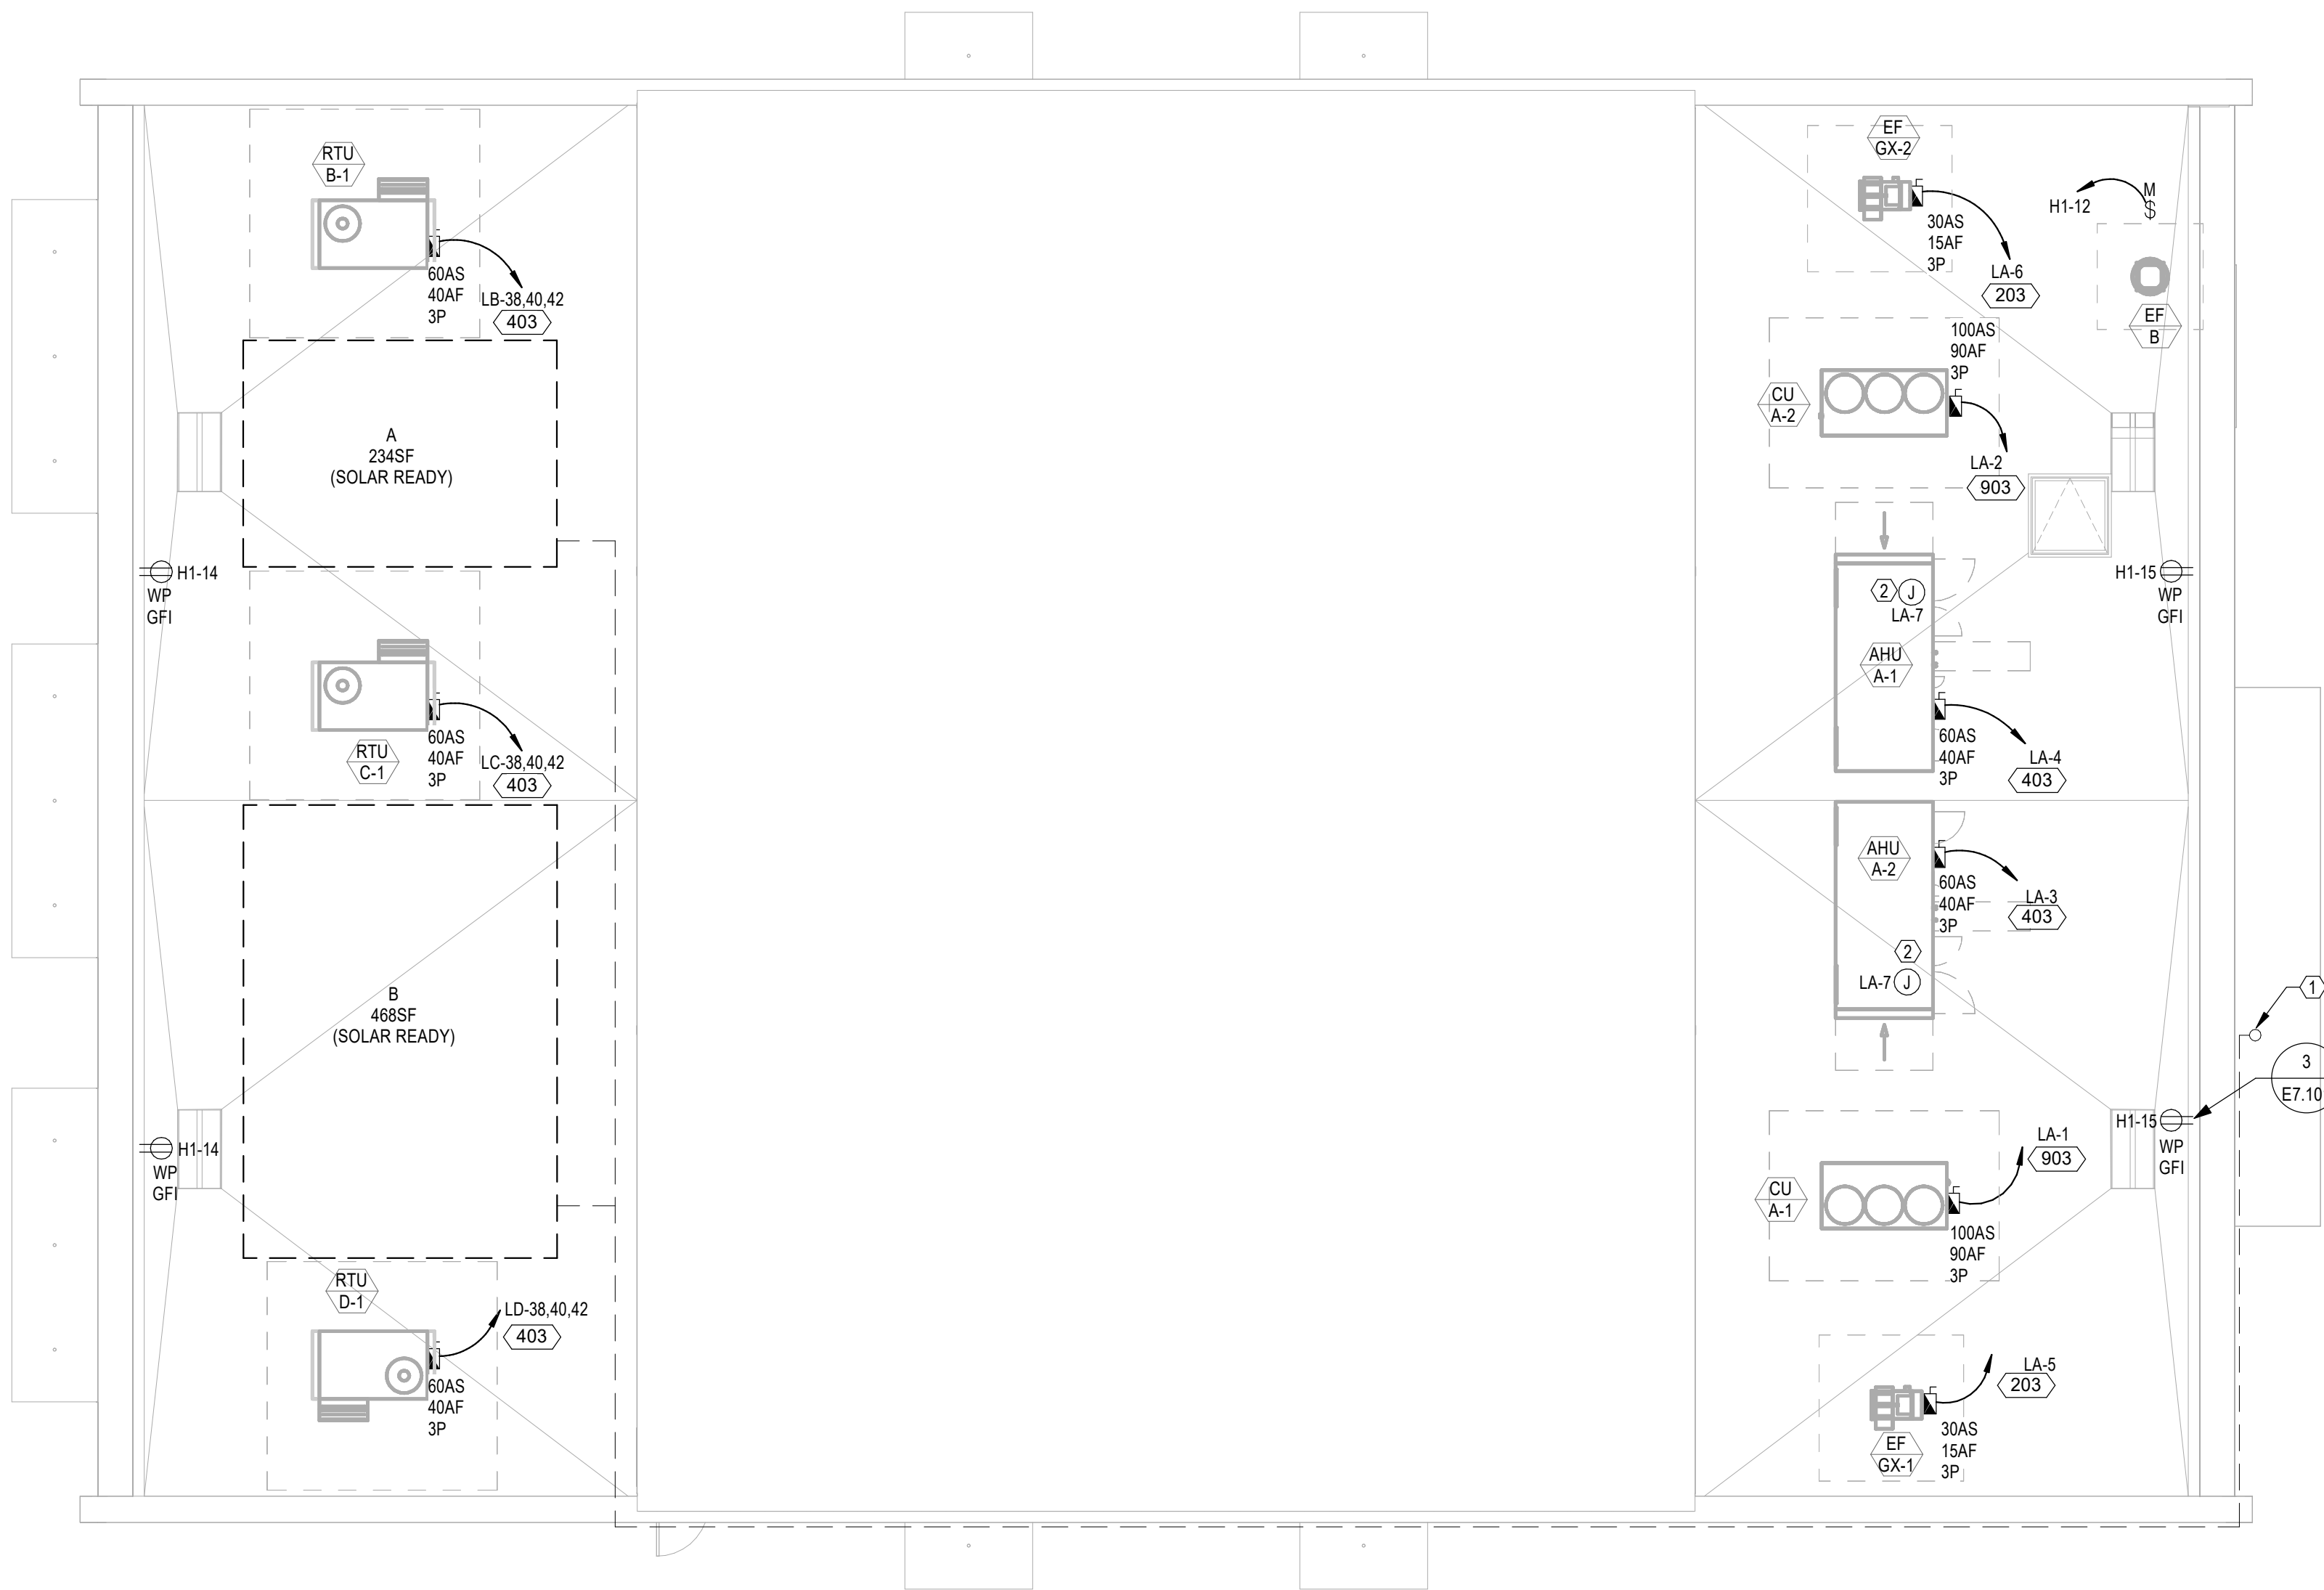 RTU
B-1
60AS
40AF
3P
LB-38,40,42
403
A
234SF
(SOLAR READY)
H1-14
WP
GFI
RTU
C-1
60AS
40AF
3P
LC-38,40,42
403
B
468SF
(SOLAR READY)
H1-14
WP
GFI
RTU
D-1
LD-38,40,42
403
60AS
40AF
3P
EF
GX-2
30AS
15AF
3P
LA-6
203
M
$
H1-12
EF
B
100AS
90AF
3P
CU
A-2
LA-2
903
2
J
LA-7
H1-15
WP
GFI
AHU
A-1
60AS
40AF
3P
LA-4
403
AHU
A-2
60AS
40AF
3P
LA-3
403
2
LA-7
J
1
3
E7.10
H1-15
WP
GFI
LA-1
903
CU
A-1
100AS
90AF
3P
LA-5
203
30AS
15AF
3P
EF
GX-1